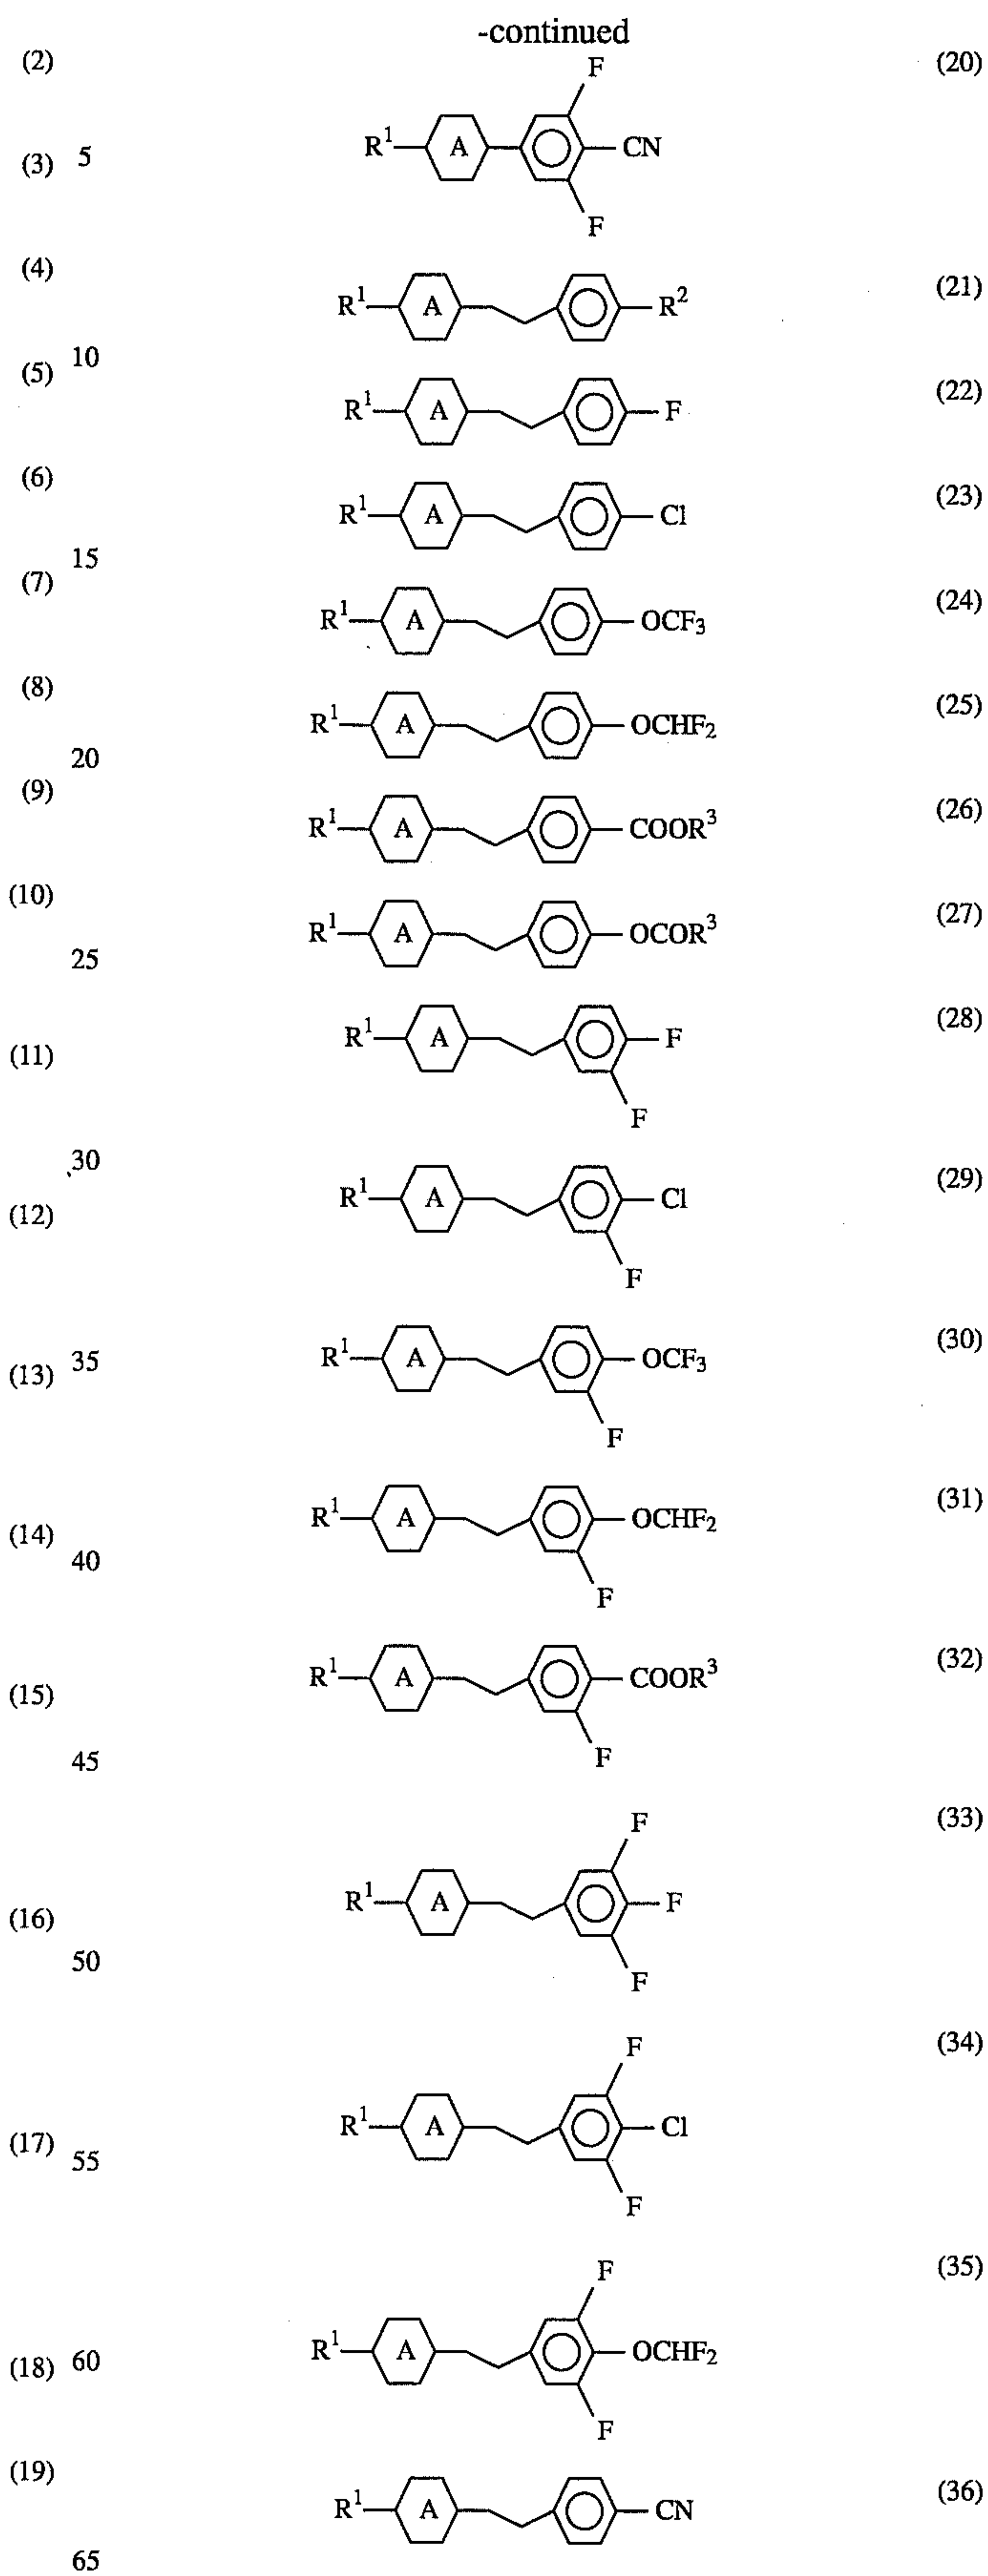 -continued
(2) F (20)
(3) 5 R¹ A CN
F
(4) R¹ A R² (21)
10
(5) R¹ A F (22)
(6) R¹ A Cl (23)
15
(7) R¹ A OCF₃ (24)
(8) R¹ A OCHF₂ (25)
20
(9) R¹ A COOR³ (26)
(10) R¹ A OCOR³ (27)
25
(11) R¹ A F (28)
F
30
(12) R¹ A Cl (29)
F
(13) 35 R¹ A OCF₃ (30)
F
(14) R¹ A OCHF₂ (31)
40
F
(15) R¹ A COOR³ (32)
45 F
F (33)
(16) R¹ A F
50 F
F (34)
(17) R¹ A Cl
55
F
F (35)
(18) 60 R¹ A OCHF₂
F
(19) R¹ A CN (36)
65